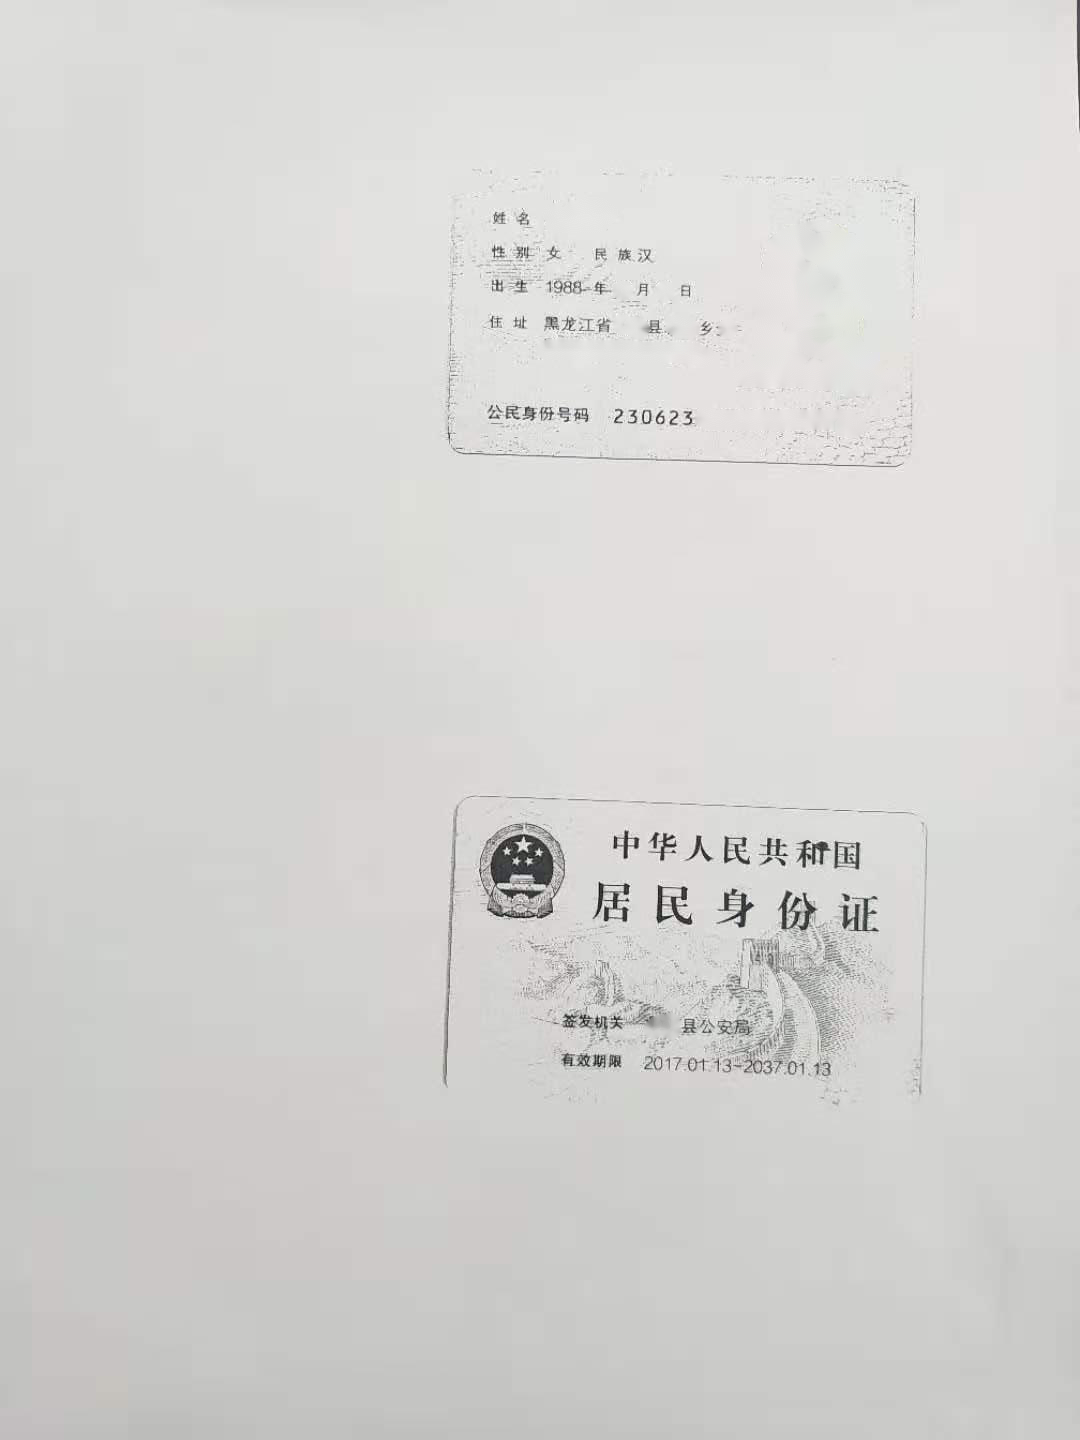 姓名
性别 女 民族 汉
出生 1988 年 月 日
住址 黑龙江省 县 乡
公民身份号码 230623
中华人民共和国
居民身份证
签发机关 县公安局
有效期限 2017.01.13-2037.01.13